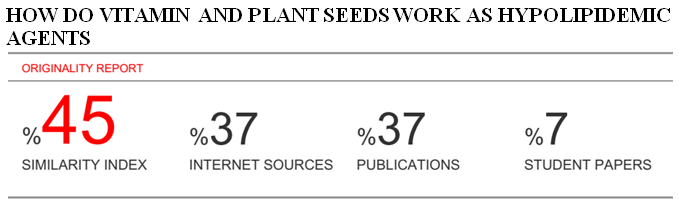 HOW DO VITAMIN AND PLANT SEEDS WORK AS HYPOLIPIDEMIC
AGENTS
ORIGINALITY REPORT
%45 %37 %37 %7
SIMILARITY INDEX INTERNET SOURCES PUBLICATIONS STUDENT PAPERS